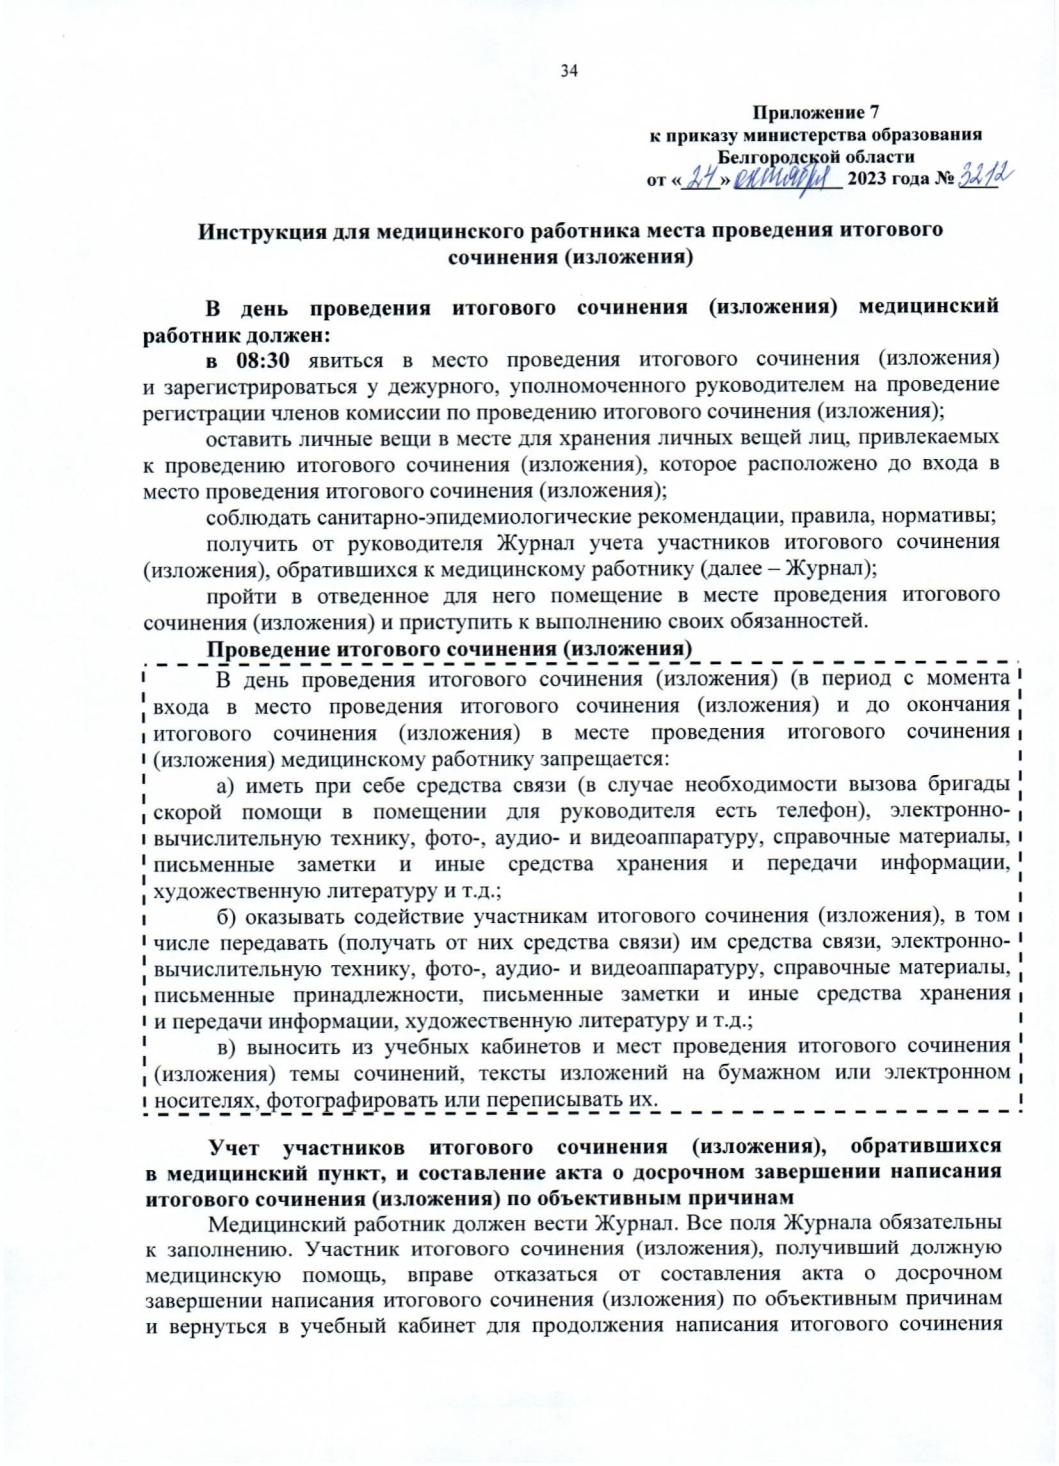 34
Приложение 7
к приказу министерства образования
Белгородской области
от «24» октября 2023 года № 3212
Инструкция для медицинского работника места проведения итогового
сочинения (изложения)
В день проведения итогового сочинения (изложения) медицинский
работник должен:
в 08:30 явиться в место проведения итогового сочинения (изложения)
и зарегистрироваться у дежурного, уполномоченного руководителем на проведение
регистрации членов комиссии по проведению итогового сочинения (изложения);
оставить личные вещи в месте для хранения личных вещей лиц, привлекаемых
к проведению итогового сочинения (изложения), которое расположено до входа в
место проведения итогового сочинения (изложения);
соблюдать санитарно-эпидемиологические рекомендации, правила, нормативы;
получить от руководителя Журнал учета участников итогового сочинения
(изложения), обратившихся к медицинскому работнику (далее – Журнал);
пройти в отведенное для него помещение в месте проведения итогового
сочинения (изложения) и приступить к выполнению своих обязанностей.
Проведение итогового сочинения (изложения)
В день проведения итогового сочинения (изложения) (в период с момента
входа в место проведения итогового сочинения (изложения) и до окончания
итогового сочинения (изложения) в месте проведения итогового сочинения
(изложения) медицинскому работнику запрещается:
а) иметь при себе средства связи (в случае необходимости вызова бригады
скорой помощи в помещении для руководителя есть телефон), электронно-
вычислительную технику, фото-, аудио- и видеоаппаратуру, справочные материалы,
письменные заметки и иные средства хранения и передачи информации,
художественную литературу и т.д.;
б) оказывать содействие участникам итогового сочинения (изложения), в том
числе передавать (получать от них средства связи) им средства связи, электронно-
вычислительную технику, фото-, аудио- и видеоаппаратуру, справочные материалы,
письменные принадлежности, письменные заметки и иные средства хранения
и передачи информации, художественную литературу и т.д.;
в) выносить из учебных кабинетов и мест проведения итогового сочинения
(изложения) темы сочинений, тексты изложений на бумажном или электронном
носителях, фотографировать или переписывать их.
Учет участников итогового сочинения (изложения), обратившихся
в медицинский пункт, и составление акта о досрочном завершении написания
итогового сочинения (изложения) по объективным причинам
Медицинский работник должен вести Журнал. Все поля Журнала обязательны
к заполнению. Участник итогового сочинения (изложения), получивший должную
медицинскую помощь, вправе отказаться от составления акта о досрочном
завершении написания итогового сочинения (изложения) по объективным причинам
и вернуться в учебный кабинет для продолжения написания итогового сочинения